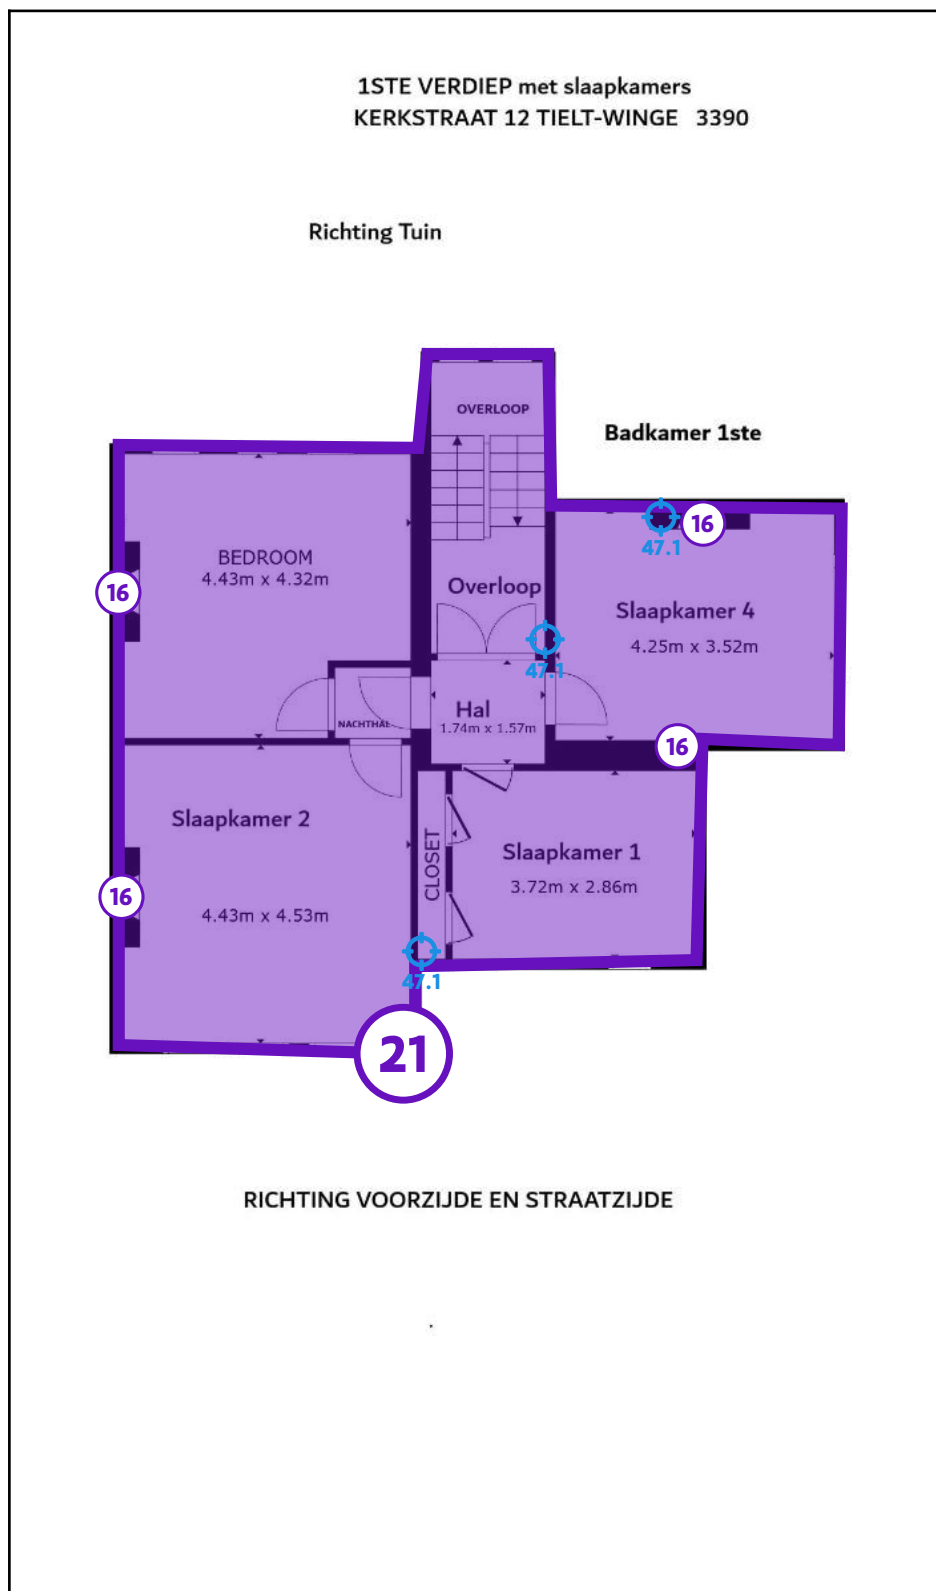 1STE VERDIEP met slaapkamers
KERKSTRAAT 12 TIELT-WINGE 3390
Richting Tuin
OVERLOOP
Badkamer 1ste
16
47.1
BEDROOM
4.43m x 4.32m
16
Overloop
Slaapkamer 4
4.25m x 3.52m
47.1
Hal
1.74m x 1.57m
NACHTHAL
16
Slaapkamer 2
CLOSET
Slaapkamer 1
3.72m x 2.86m
16
4.43m x 4.53m
47.1
21
RICHTING VOORZIJDE EN STRAATZIJDE